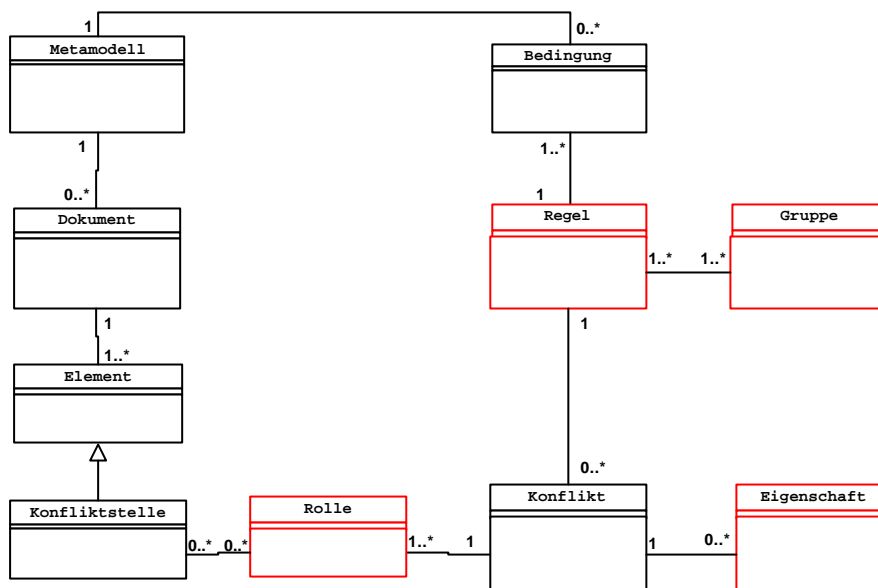 1
0..*
Metamodell
Bedingung
1
1..*
0..*
1
Dokument
Regel
Gruppe
1..*
1..*
1
1
1..*
Element
0..*
Konfliktstelle
Rolle
Konflikt
Eigenschaft
0..*
0..*
1..*
1
1
0..*